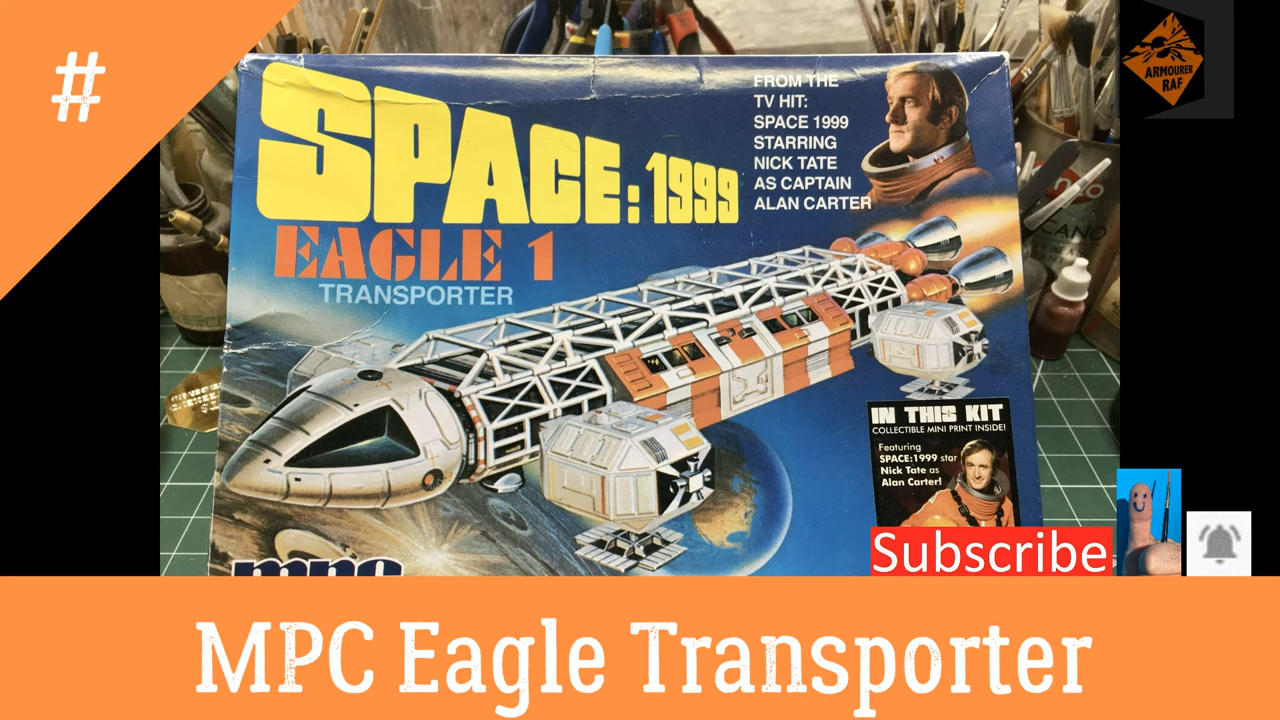 #
SPACE: 1999
EAGLE 1
TRANSPORTER
FROM THE
TV HIT:
SPACE 1999
STARRING
NICK TATE
AS CAPTAIN
ALAN CARTER
ARMOURER
RAF
IN THIS KIT
COLLECTIBLE MINI PRINT INSIDE!
Featuring
SPACE:1999 star
Nick Tate as
Alan Carter!
mpc
Subscribe
MPC Eagle Transporter